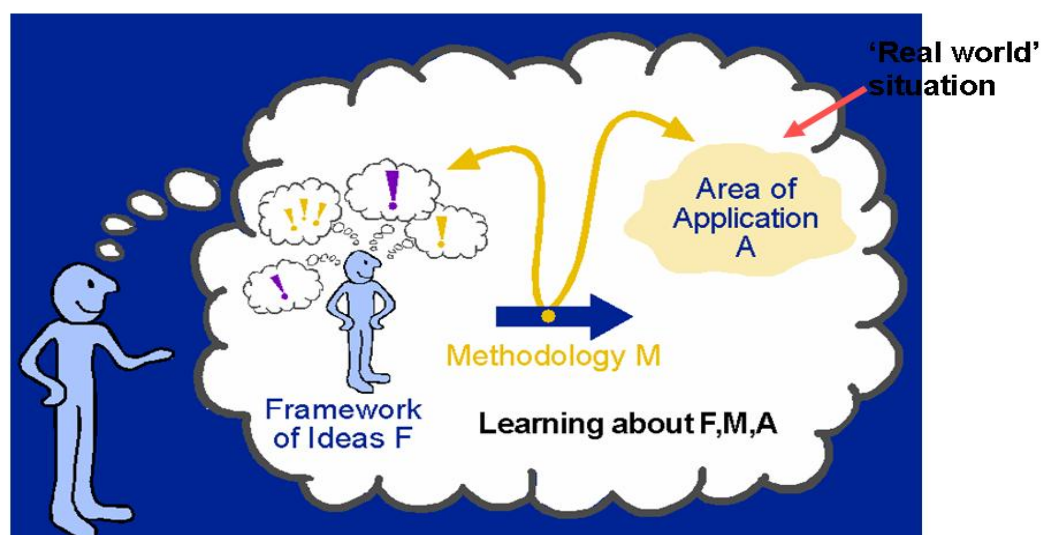 ‘Real world’
situation
Area of
Application
A
Methodology M
Framework
of Ideas F
Learning about F,M,A